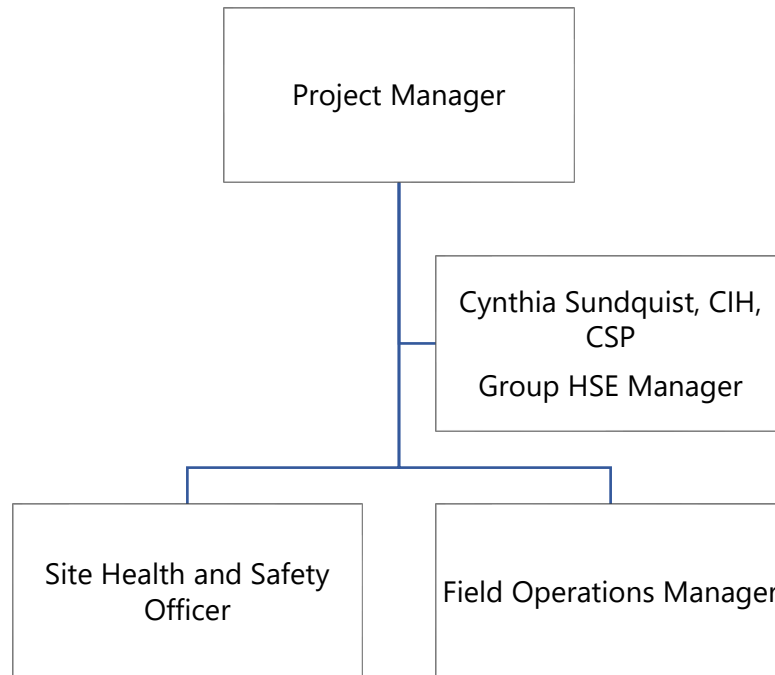 Project Manager
Cynthia Sundquist, CIH,
CSP
Group HSE Manager
Site Health and Safety
Officer
Field Operations Manager